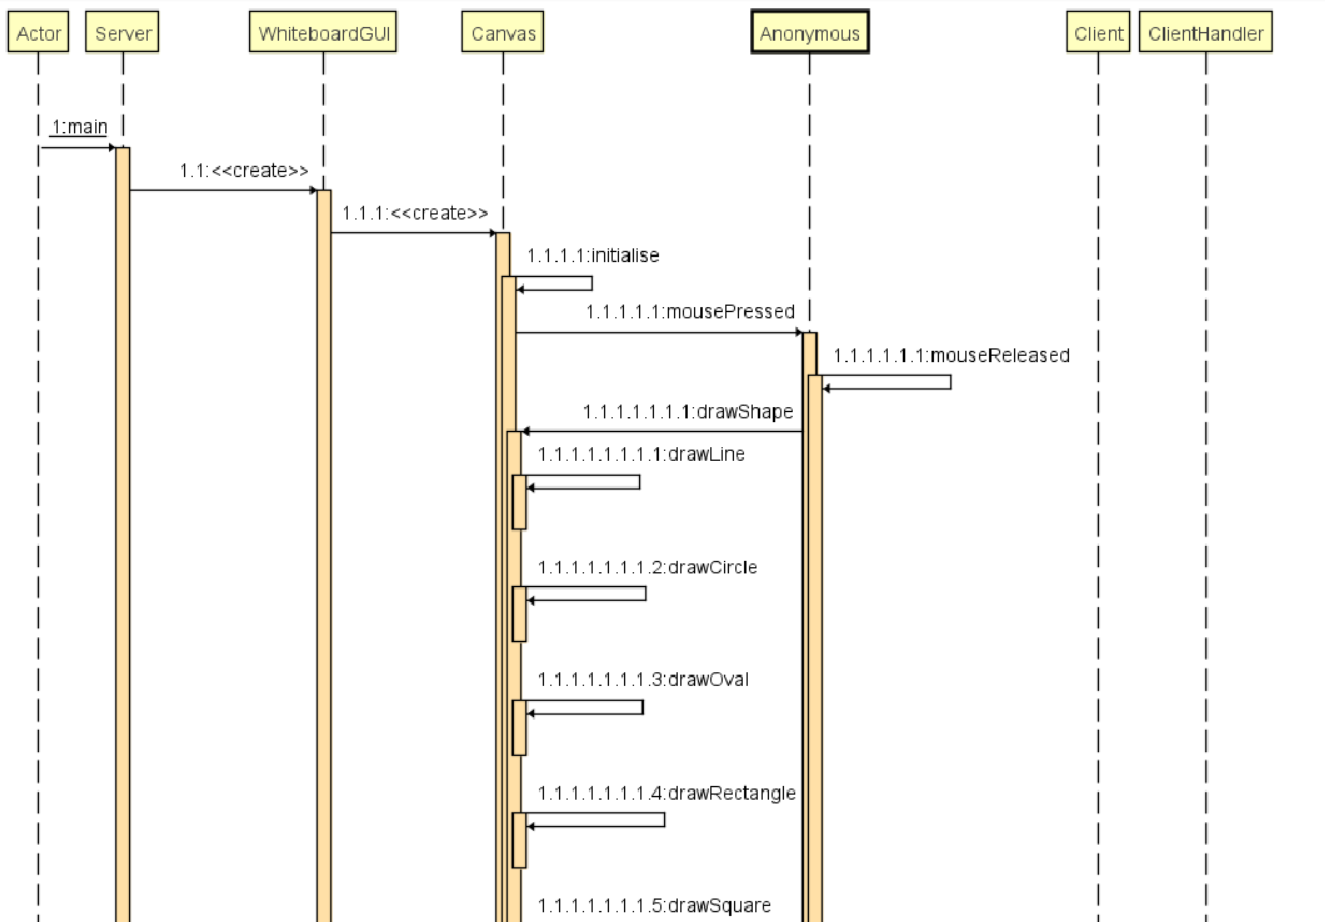 Actor
Server
WhiteboardGUI
Canvas
Anonymous
Client
ClientHandler
1:main
1.1:<<create>>
1.1.1:<<create>>
1.1.1.1:initialise
1.1.1.1.1:mousePressed
1.1.1.1.1.1:mouseReleased
1.1.1.1.1.1.1:drawShape
1.1.1.1.1.1.1.1:drawLine
1.1.1.1.1.1.1.2:drawCircle
1.1.1.1.1.1.1.3:drawOval
1.1.1.1.1.1.1.4:drawRectangle
1.1.1.1.1.1.1.5:drawSquare